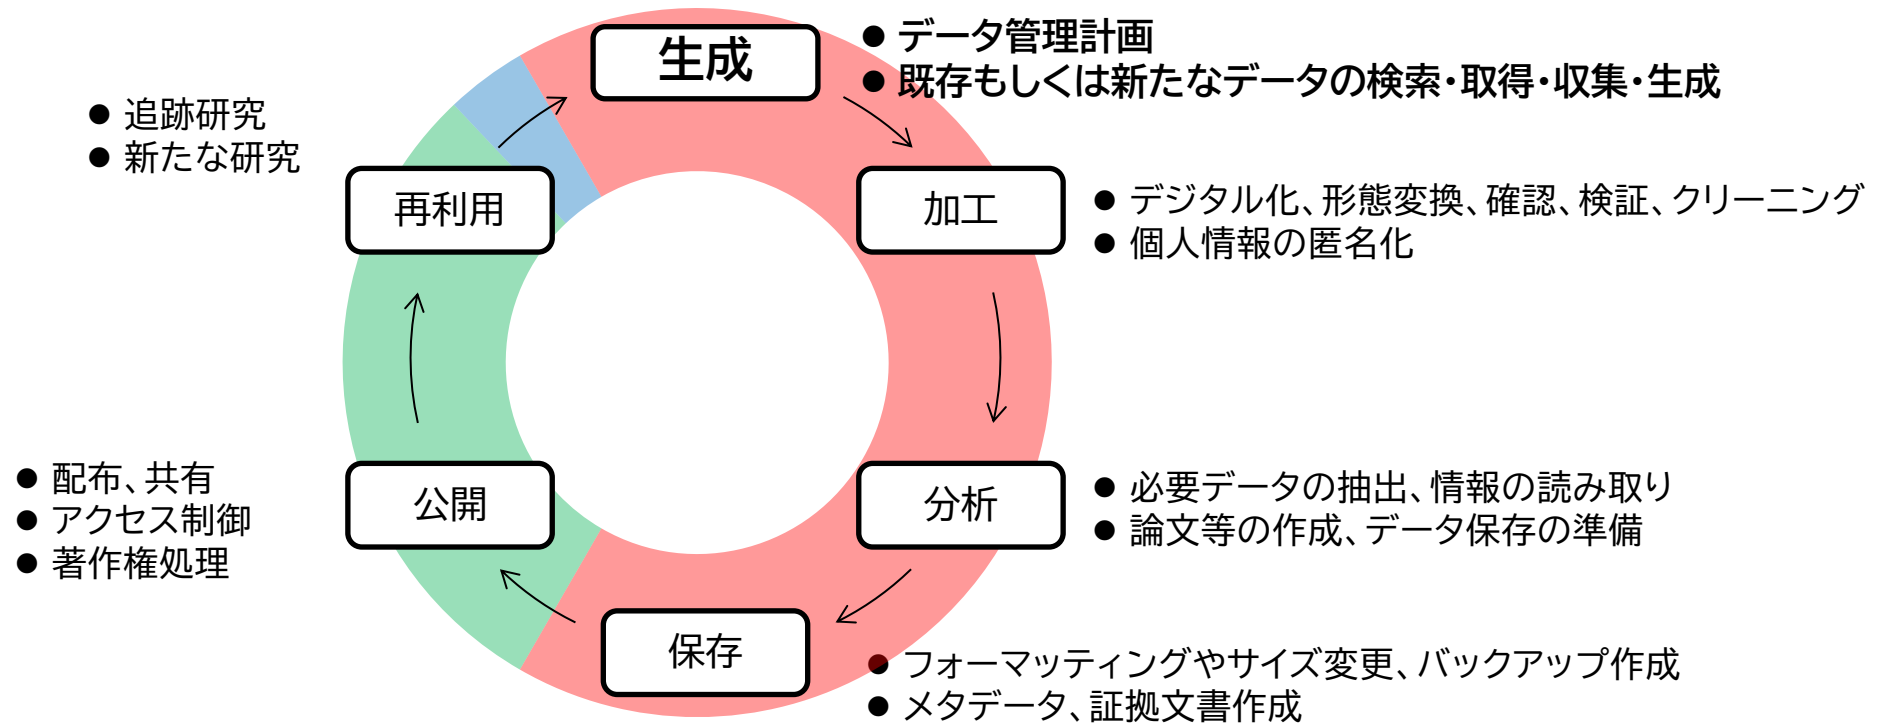 生成
● データ管理計画
● 既存もしくは新たなデータの検索・取得・収集・生成
加工
● デジタル化、形態変換、確認、検証、クリーニング
● 個人情報の匿名化
分析
● 必要データの抽出、情報の読み取り
● 論文等の作成、データ保存の準備
保存
● フォーマッティングやサイズ変更、バックアップ作成
● メタデータ、証拠文書作成
公開
● 配布、共有
● アクセス制御
● 著作権処理
再利用
● 追跡研究
● 新たな研究